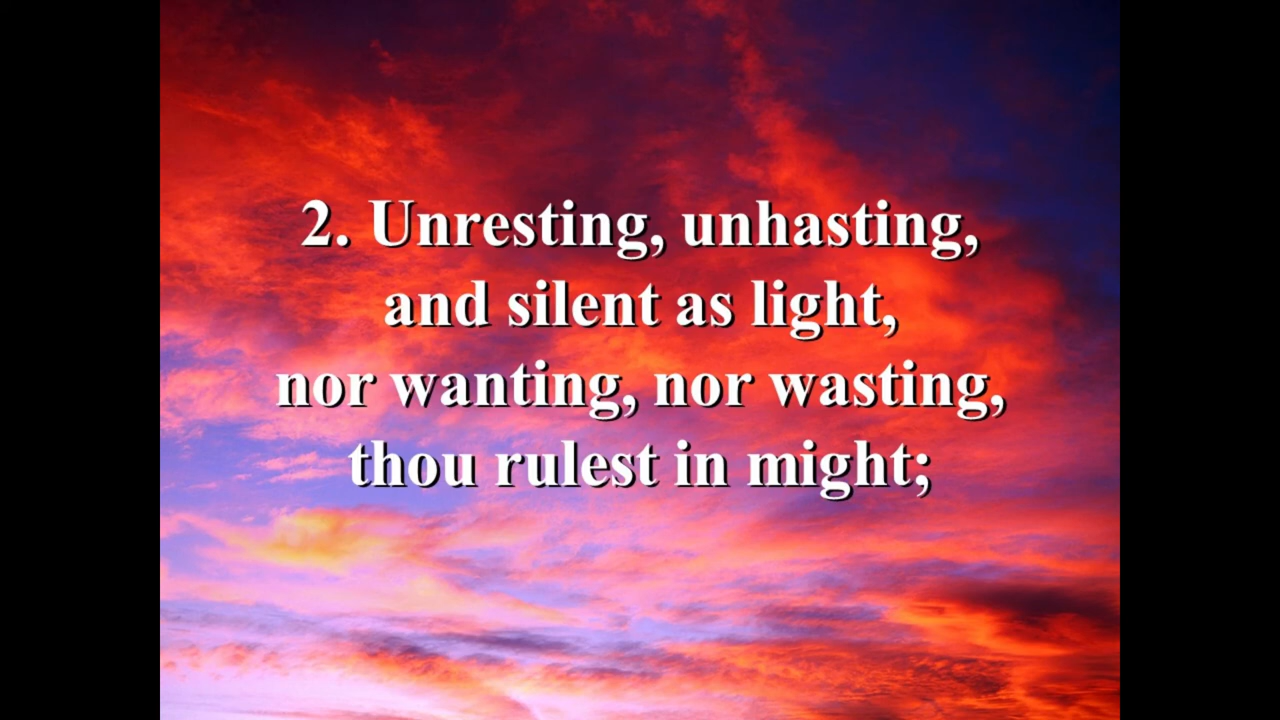 2. Unresting, unhasting,
and silent as light,
nor wanting, nor wasting,
thou rulest in might;